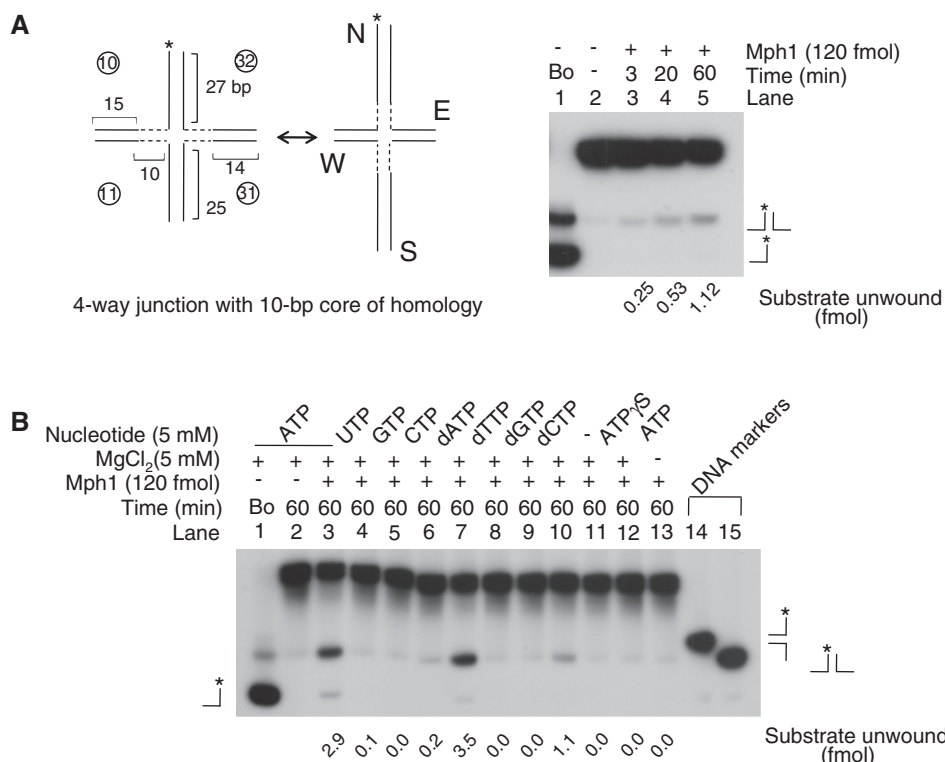 A
*
10
32
27 bp
15
10
14
11
31
25
N
*
E
W
S
4-way junction with 10-bp core of homology
- - + + + Mph1 (120 fmol)
Bo - 3 20 60 Time (min)
1 2 3 4 5 Lane
*
*
0.25 0.53 1.12 Substrate unwound
(fmol)
B
Nucleotide (5 mM) ATP UTP GTP CTP dATP dTTP dGTP dCTP - ATPγS ATP
MgCl2(5 mM) + + + + + + + + + + + + -
Mph1 (120 fmol) - - + + + + + + + + + + +
DNA markers
Time (min) Bo 60 60 60 60 60 60 60 60 60 60 60 60
Lane 1 2 3 4 5 6 7 8 9 10 11 12 13 14 15
*
*
*
2.9 0.1 0.0 0.2 3.5 0.0 0.0 1.1 0.0 0.0 0.0 Substrate unwound
(fmol)